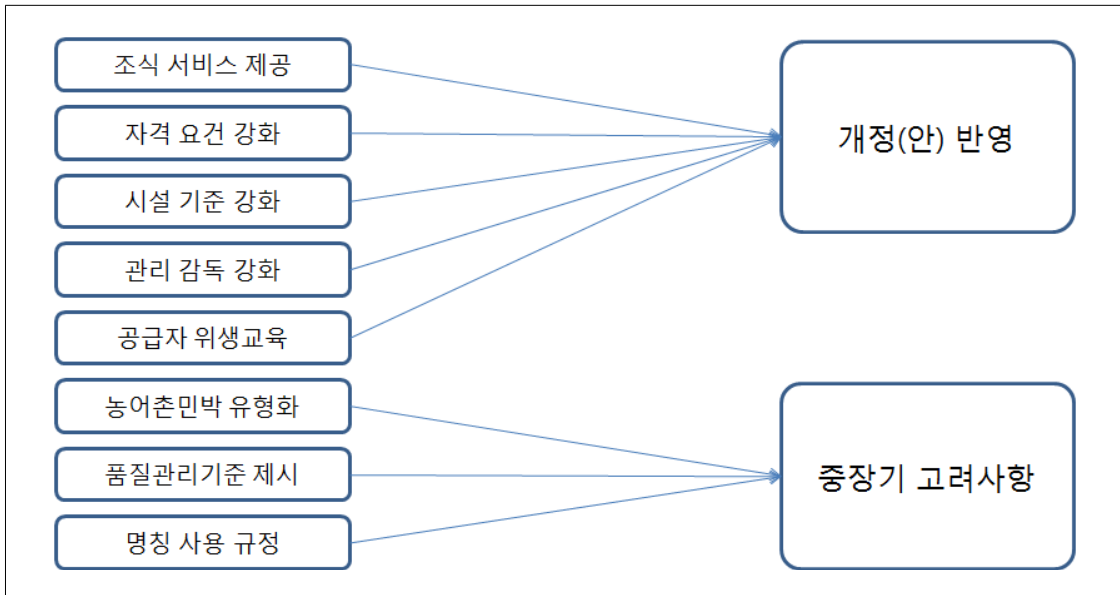 조식 서비스 제공
자격 요건 강화
시설 기준 강화
관리 감독 강화
공급자 위생교육
농어촌민박 유형화
품질관리기준 제시
명칭 사용 규정
개정(안) 반영
중장기 고려사항